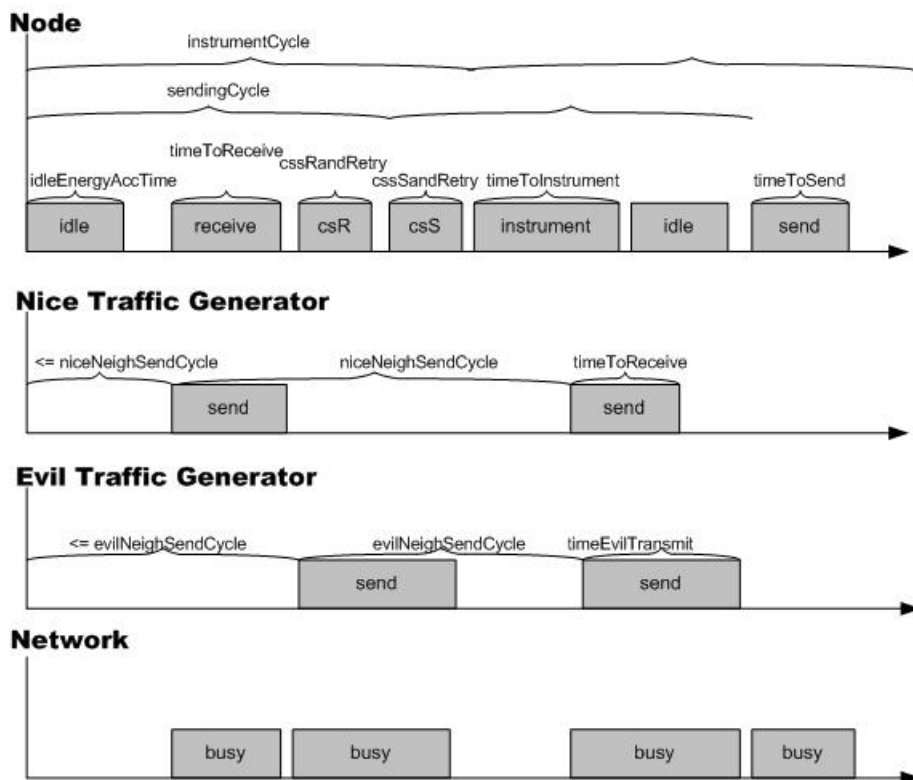 Node
instrumentCycle
sendingCycle
timeToReceive
cssRandRetry
idleEnergyAccTime
cssSandRetry
timeToInstrument
timeToSend
idle
receive
csR
csS
instrument
idle
send
Nice Traffic Generator
<= niceNeighSendCycle
niceNeighSendCycle
timeToReceive
send
send
Evil Traffic Generator
<= evilNeighSendCycle
evilNeighSendCycle
timeEvilTransmit
send
send
Network
busy
busy
busy
busy